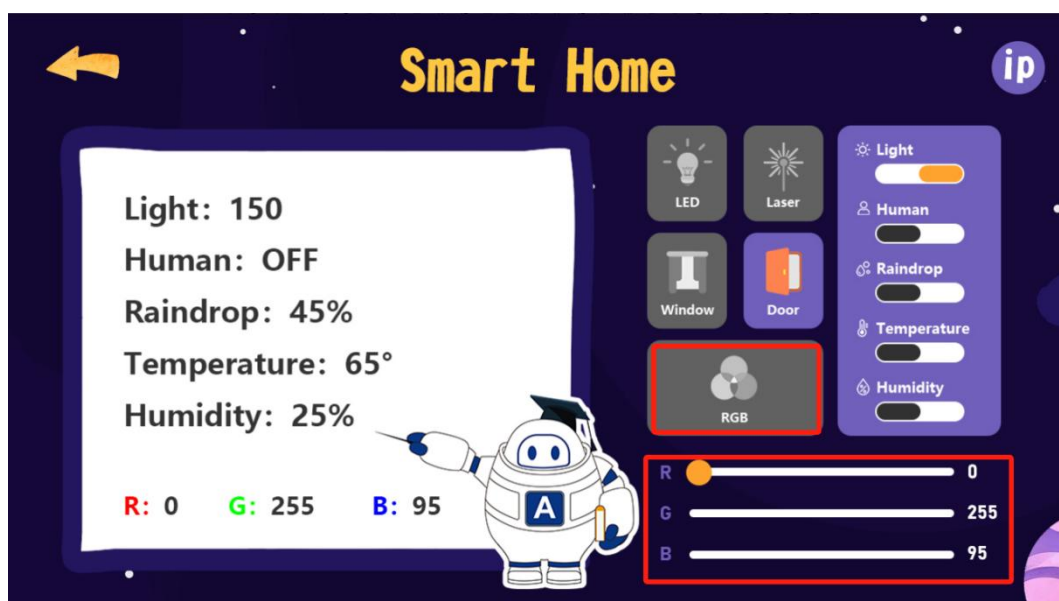 Smart Home
ip
Light: 150
Human: OFF
Raindrop: 45%
Temperature: 65°
Humidity: 25%
R: 0 G: 255 B: 95
A
LED
Laser
Window
Door
RGB
Light
Human
Raindrop
Temperature
Humidity
R 0
G 255
B 95